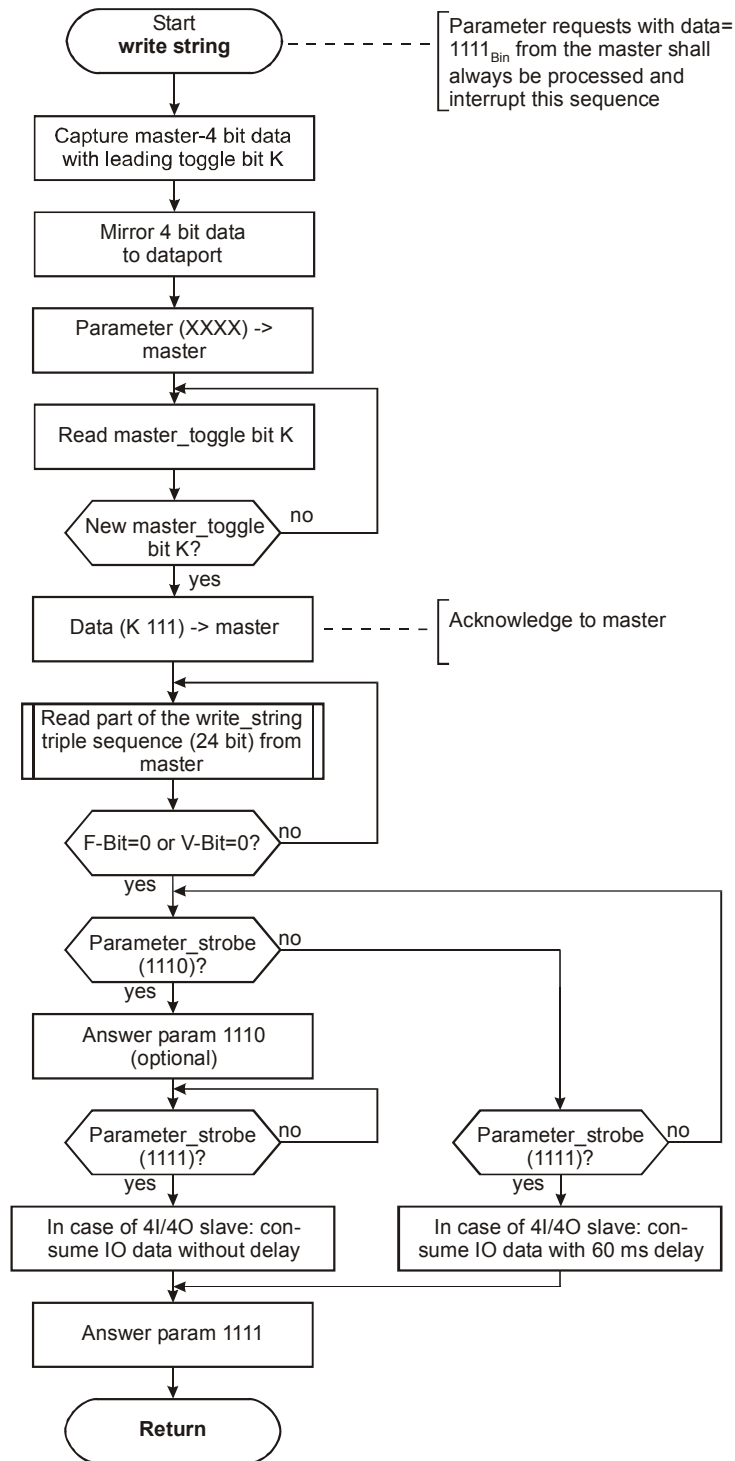 Start
write string
Parameter requests with data=
1111Bin from the master shall
always be processed and
interrupt this sequence
Capture master-4 bit data
with leading toggle bit K
Mirror 4 bit data
to dataport
Parameter (XXXX) ->
master
Read master_toggle bit K
New master_toggle
bit K?
no
yes
Data (K 111) -> master
Acknowledge to master
Read part of the write_string
triple sequence (24 bit) from
master
F-Bit=0 or V-Bit=0?
no
yes
Parameter_strobe
(1110)?
no
yes
Answer param 1110
(optional)
Parameter_strobe
(1111)?
no
yes
Parameter_strobe
(1111)?
no
yes
In case of 4I/4O slave: con-
sume IO data without delay
In case of 4I/4O slave: con-
sume IO data with 60 ms delay
Answer param 1111
Return